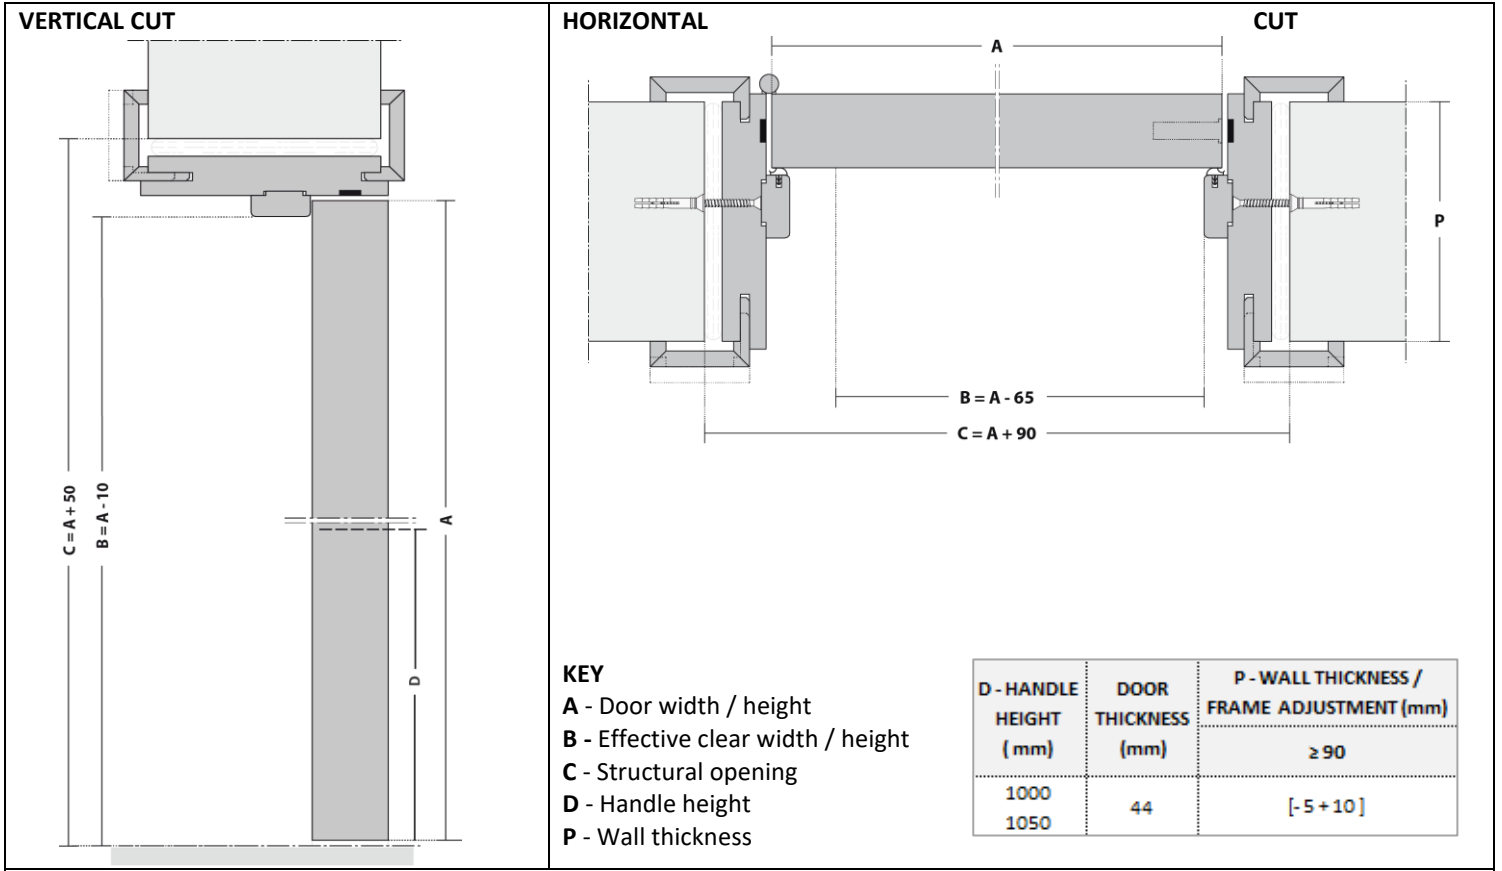 VERTICAL CUT
C = A + 50
B = A - 10
A
D
HORIZONTAL CUT
A
P
B = A - 65
C = A + 90
KEY
A - Door width / height
B - Effective clear width / height
C - Structural opening
D - Handle height
P - Wall thickness
D - HANDLE
HEIGHT
( mm)
DOOR
THICKNESS
(mm)
P - WALL THICKNESS /
FRAME ADJUSTMENT (mm)
≥ 90
1000
1050
44
[- 5 + 10 ]